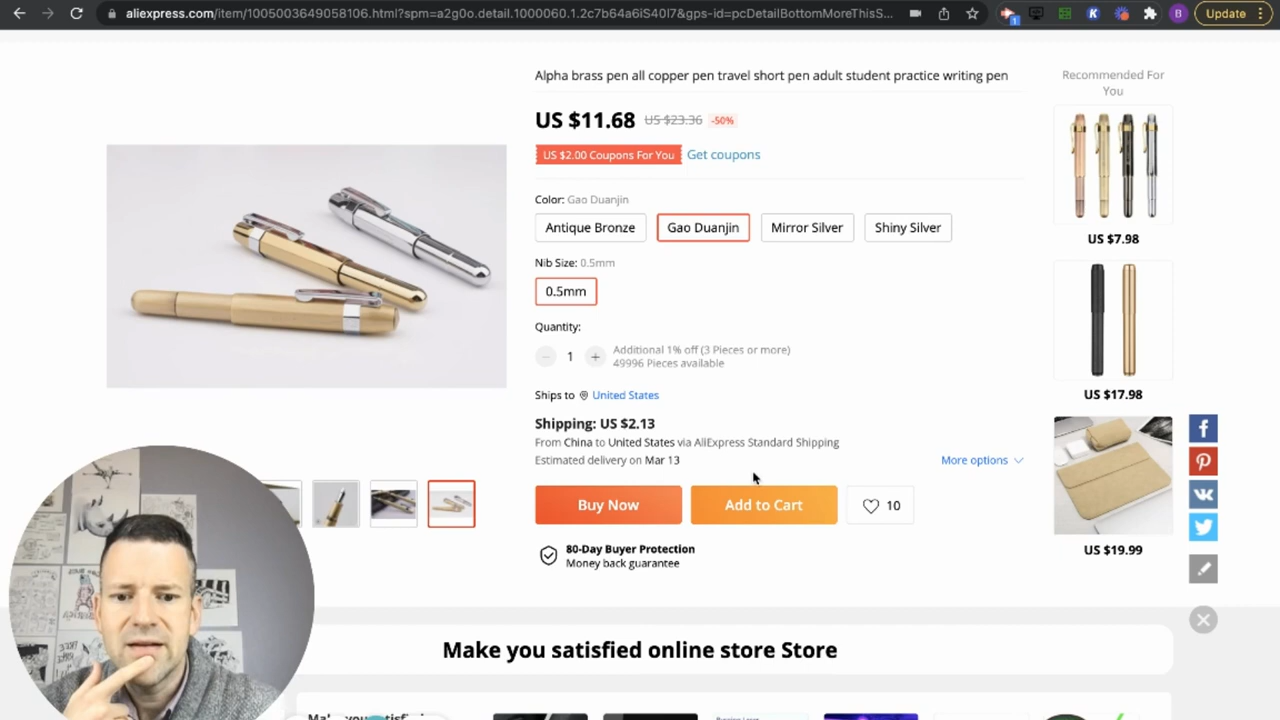 aliexpress.com/item/1005003649058106.html?spm=a2g0o.detail.1000060.1.2c7b64a6iS40I7&gps-id=pcDetailBottomMoreThisS...
1
K
B
Update
Alpha brass pen all copper pen travel short pen adult student practice writing pen
US $11.68 US $23.36 -50%
US $2.00 Coupons For You Get coupons
Color: Gao Duanjin
Antique Bronze Gao Duanjin Mirror Silver Shiny Silver
Nib Size: 0.5mm
0.5mm
Quantity:
− 1 + Additional 1% off (3 Pieces or more)
49996 Pieces available
Ships to United States
Shipping: US $2.13
From China to United States via AliExpress Standard Shipping
Estimated delivery on Mar 13 More options
Buy Now Add to Cart 10
80-Day Buyer Protection
Money back guarantee
Recommended For
You
US $7.98
US $17.98
US $19.99
Make you satisfied online store Store